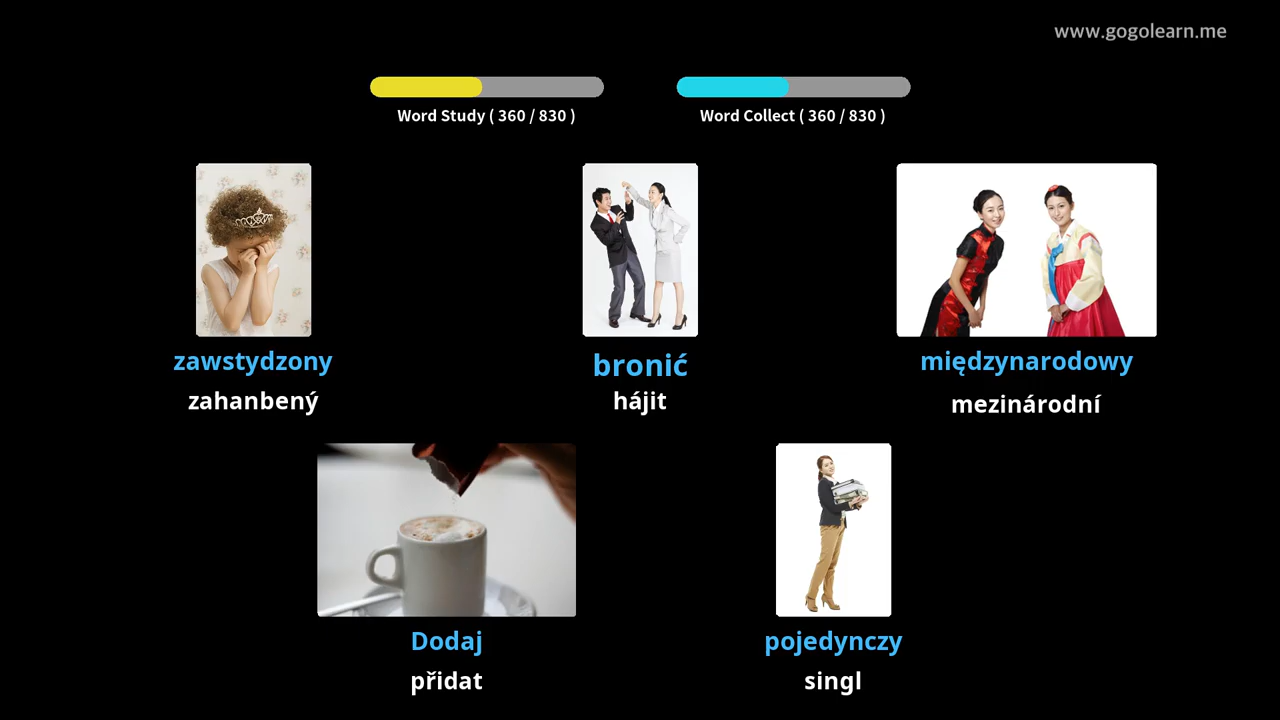 www.gogolearn.me
Word Study ( 360 / 830 )
Word Collect ( 360 / 830 )
zawstydzony
zahanbený
bronić
hájit
międzynarodowy
mezinárodní
Dodaj
přidat
pojedynczy
singl